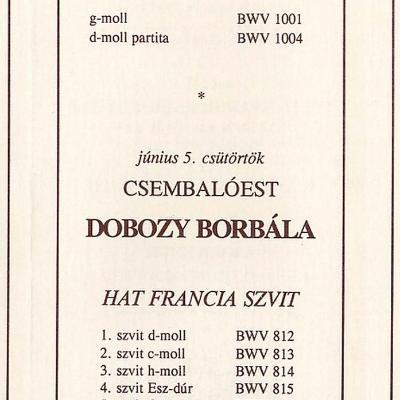 g-moll BWV 1001
d-moll partita BWV 1004
*
június 5. csütörtök
CSEMBALÓEST
DOBOZY BORBÁLA
HAT FRANCIA SZVIT
1. szvit d-moll BWV 812
2. szvit c-moll BWV 813
3. szvit h-moll BWV 814
4. szvit Esz-dúr BWV 815